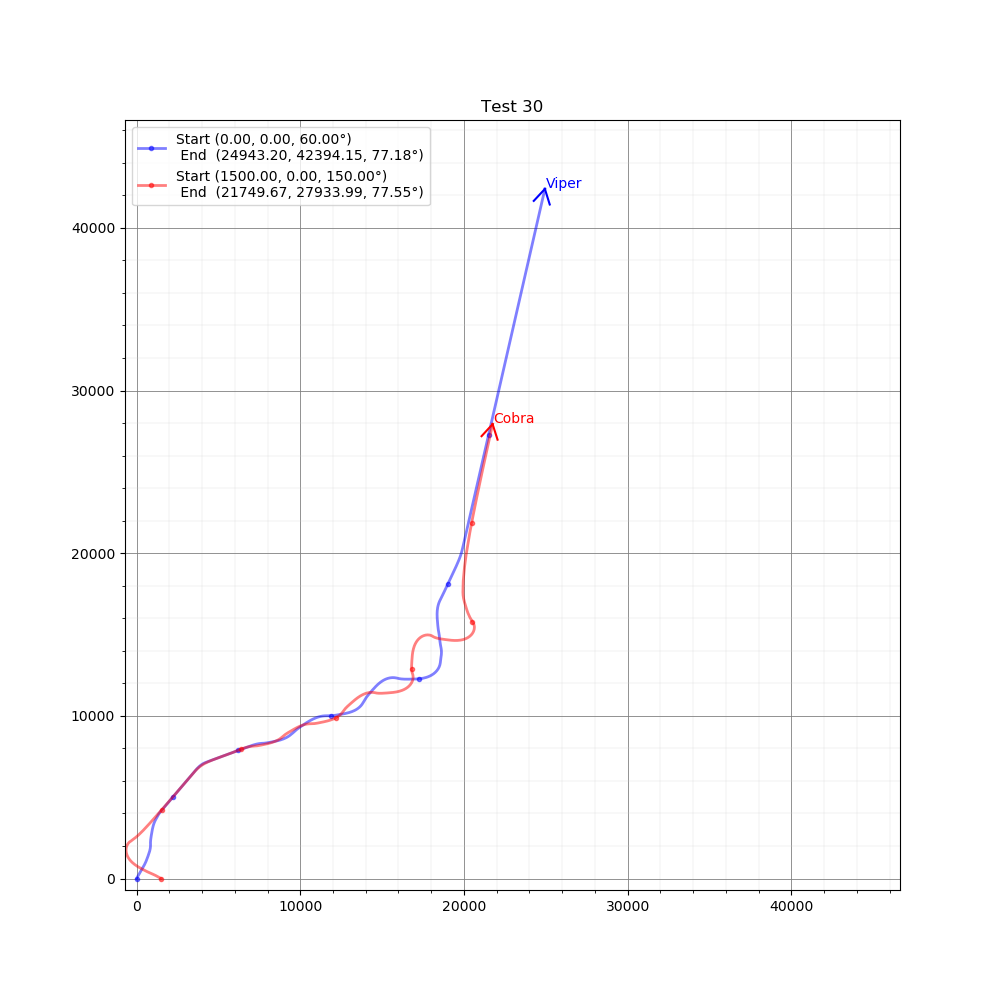 Test 30
Start (0.00, 0.00, 60.00°)
End (24943.20, 42394.15, 77.18°)
Start (1500.00, 0.00, 150.00°)
End (21749.67, 27933.99, 77.55°)
Viper
Cobra
40000
30000
20000
10000
0
0 10000 20000 30000 40000